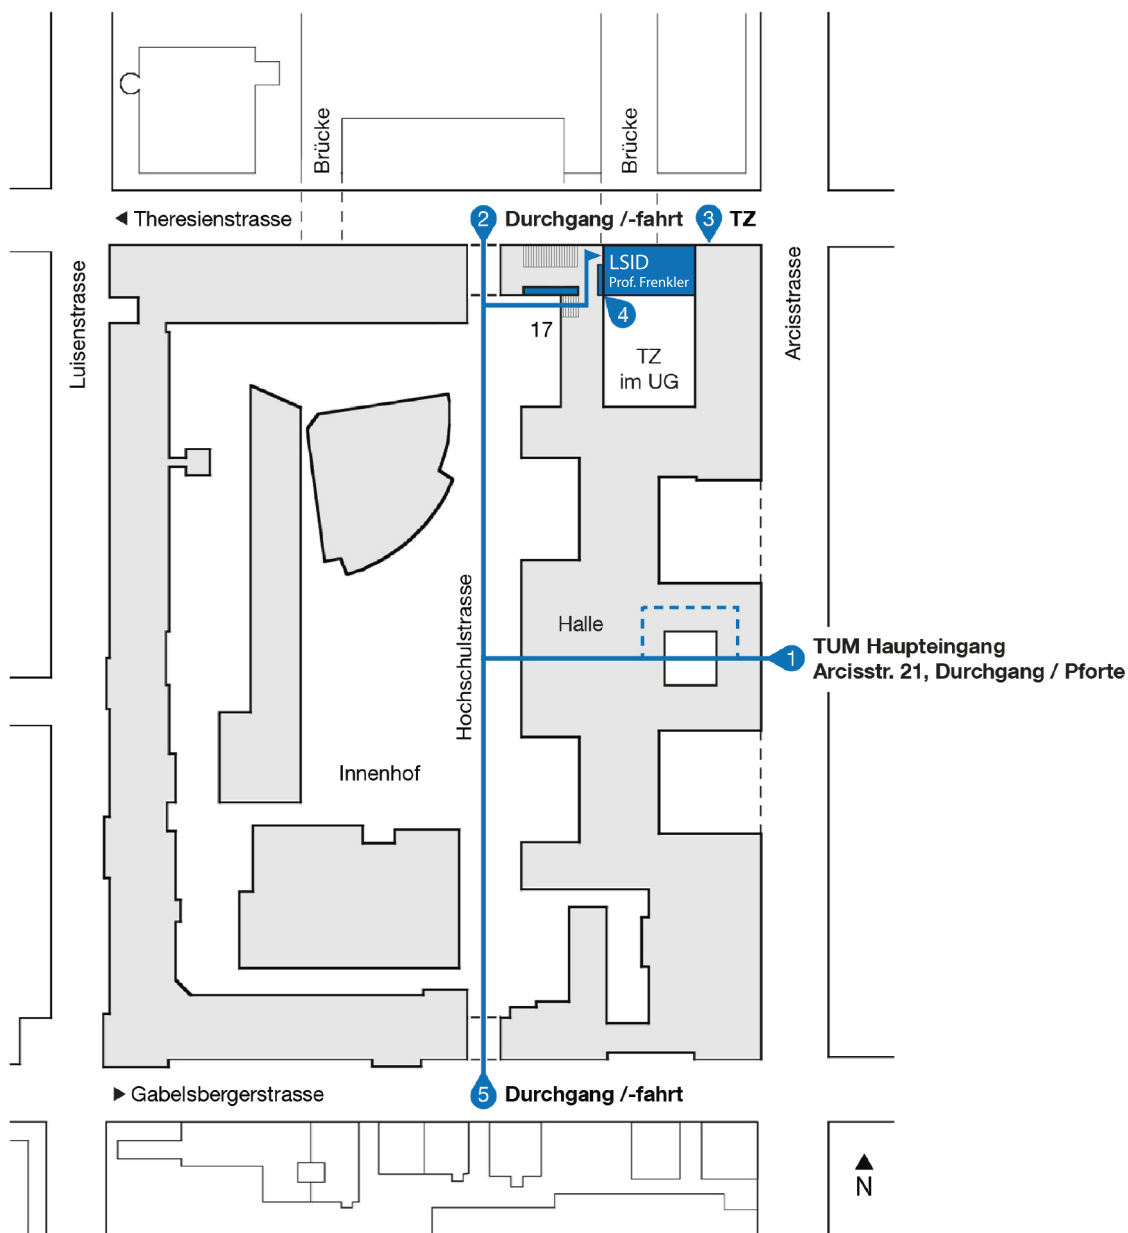 Brücke
Brücke
◀ Theresienstrasse
2 Durchgang /-fahrt
3 TZ
Luisenstrasse
Arcisstrasse
LSID
Prof. Frenkler
4
17
TZ
im UG
Hochschulstrasse
Halle
1 TUM Haupteingang
Arcisstr. 21, Durchgang / Pforte
Innenhof
▶ Gabelsbergerstrasse
5 Durchgang /-fahrt
▲
N